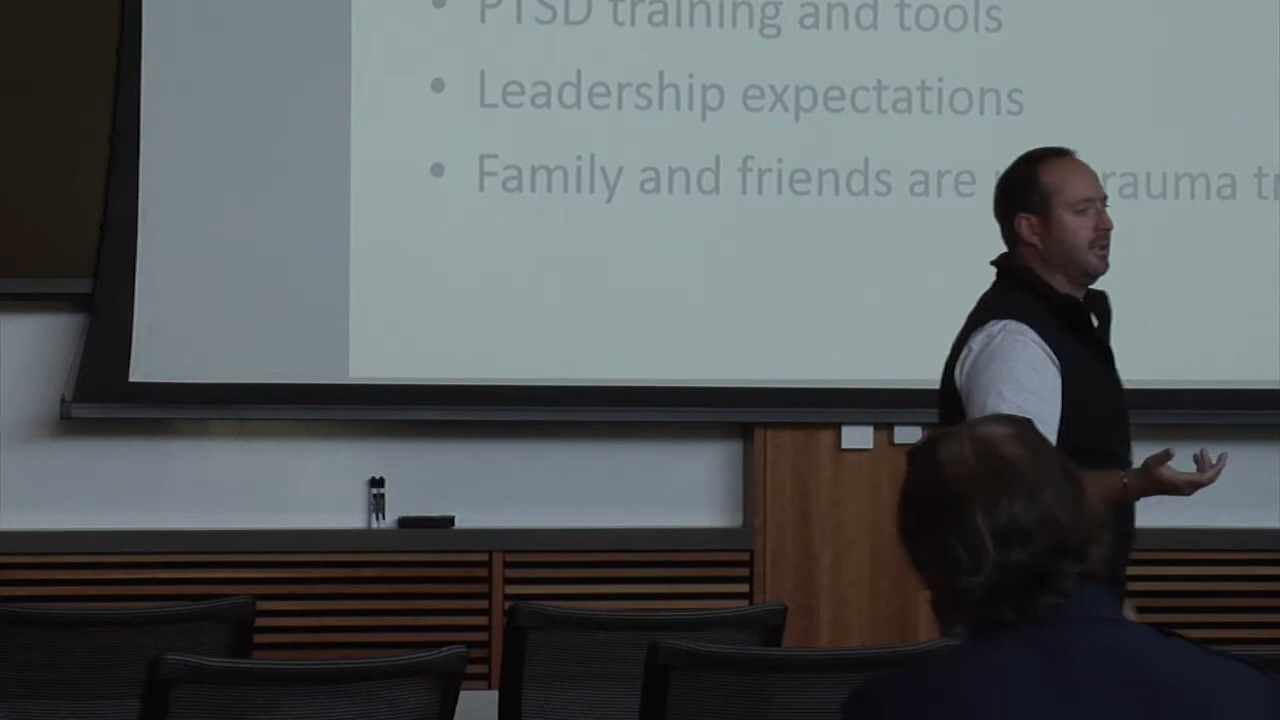 • PTSD training and tools
• Leadership expectations
• Family and friends are rauma